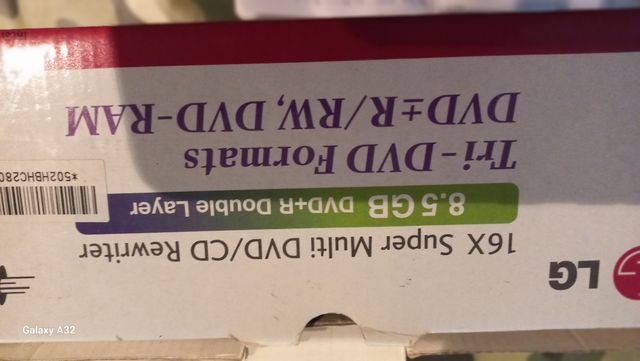 LG
16X Super Multi DVD/CD Rewriter
8.5 GB DVD+R Double Layer
Tri-DVD Formats
DVD±R/RW, DVD-RAM
*502HBHC280
Galaxy A32